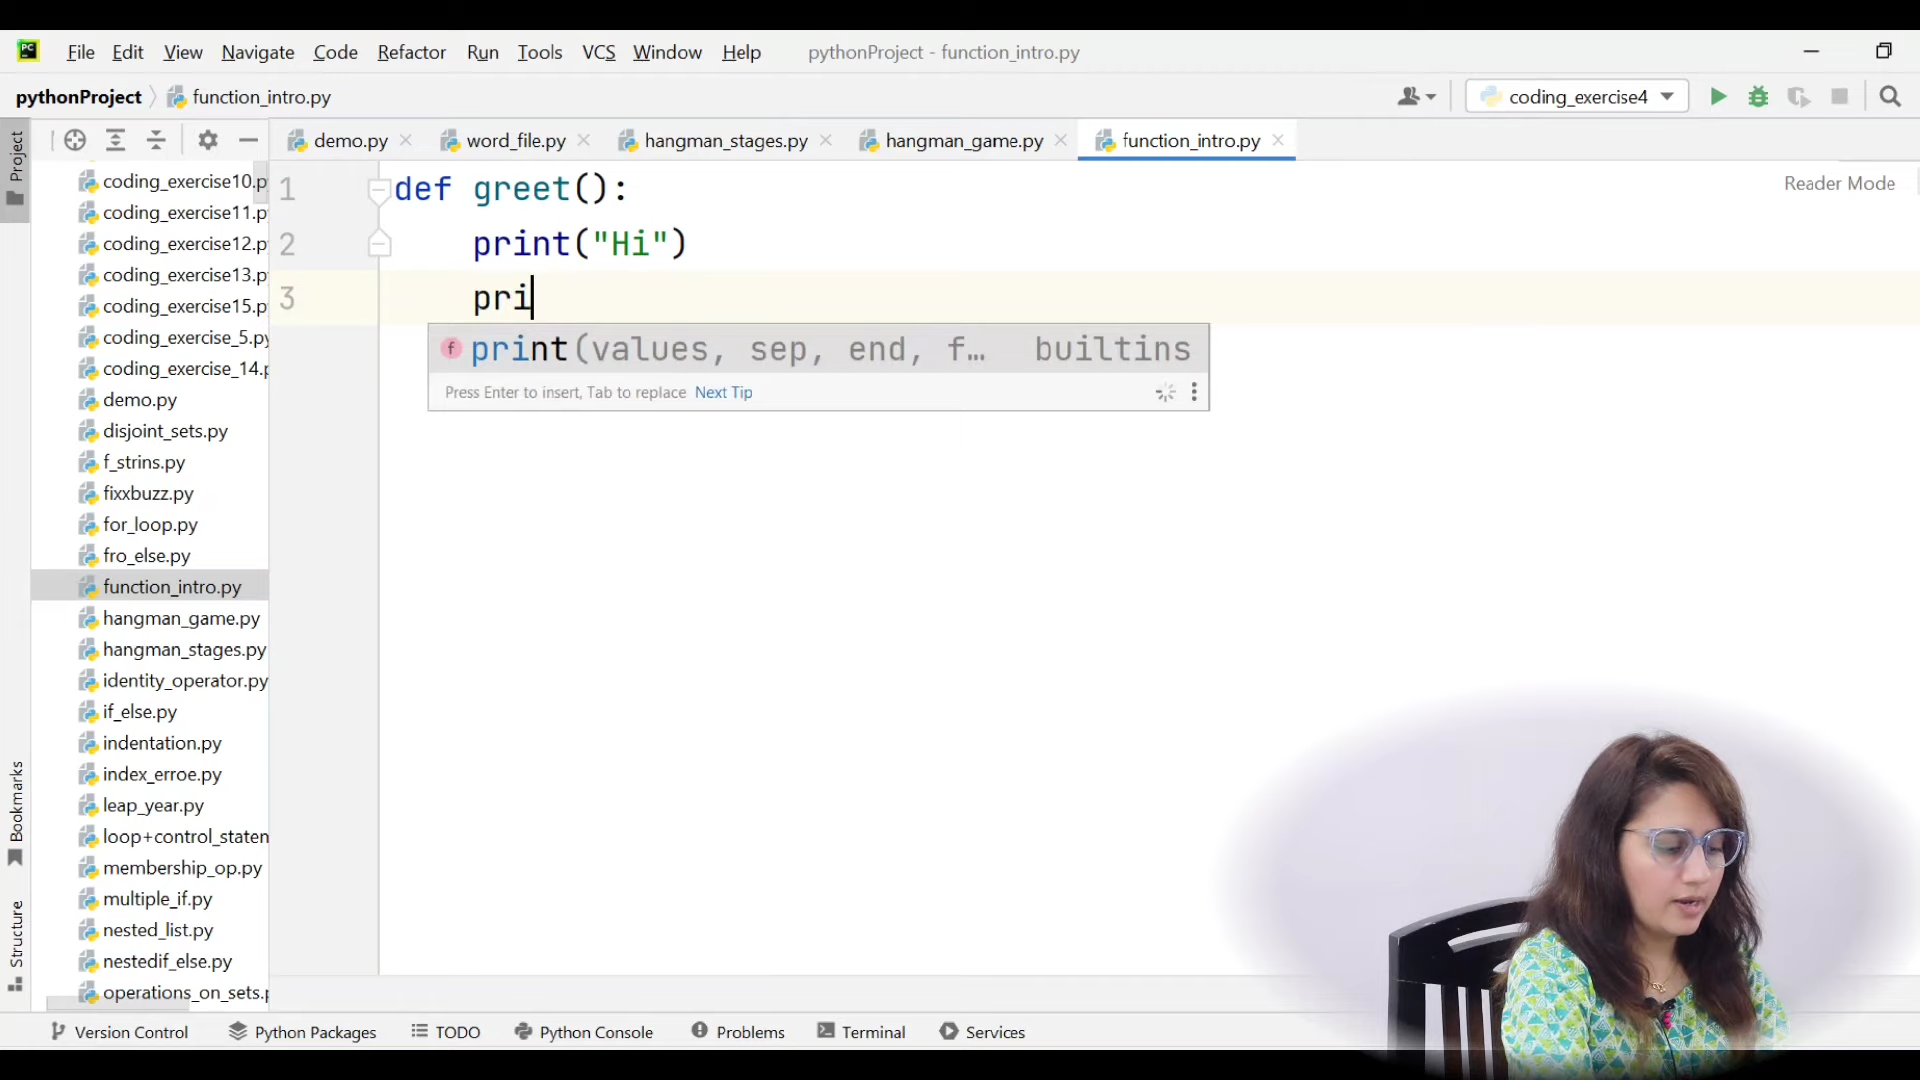 PC File Edit View Navigate Code Refactor Run Tools VCS Window Help pythonProject - function_intro.py
pythonProject function_intro.py coding_exercise4
Project
demo.py word_file.py hangman_stages.py hangman_game.py function_intro.py
Reader Mode
coding_exercise10.p
coding_exercise11.p
coding_exercise12.p
coding_exercise13.p
coding_exercise15.p
coding_exercise_5.py
coding_exercise_14.p
demo.py
disjoint_sets.py
f_strins.py
fixxbuzz.py
for_loop.py
fro_else.py
function_intro.py
hangman_game.py
hangman_stages.py
identity_operator.py
if_else.py
indentation.py
index_erroe.py
leap_year.py
loop+control_staten
membership_op.py
multiple_if.py
nested_list.py
nestedif_else.py
operations_on_sets.p
1 def greet():
2 print("Hi")
3 pri
f print(values, sep, end, f… builtins
Press Enter to insert, Tab to replace Next Tip
Bookmarks
Structure
Version Control Python Packages TODO Python Console Problems Terminal Services